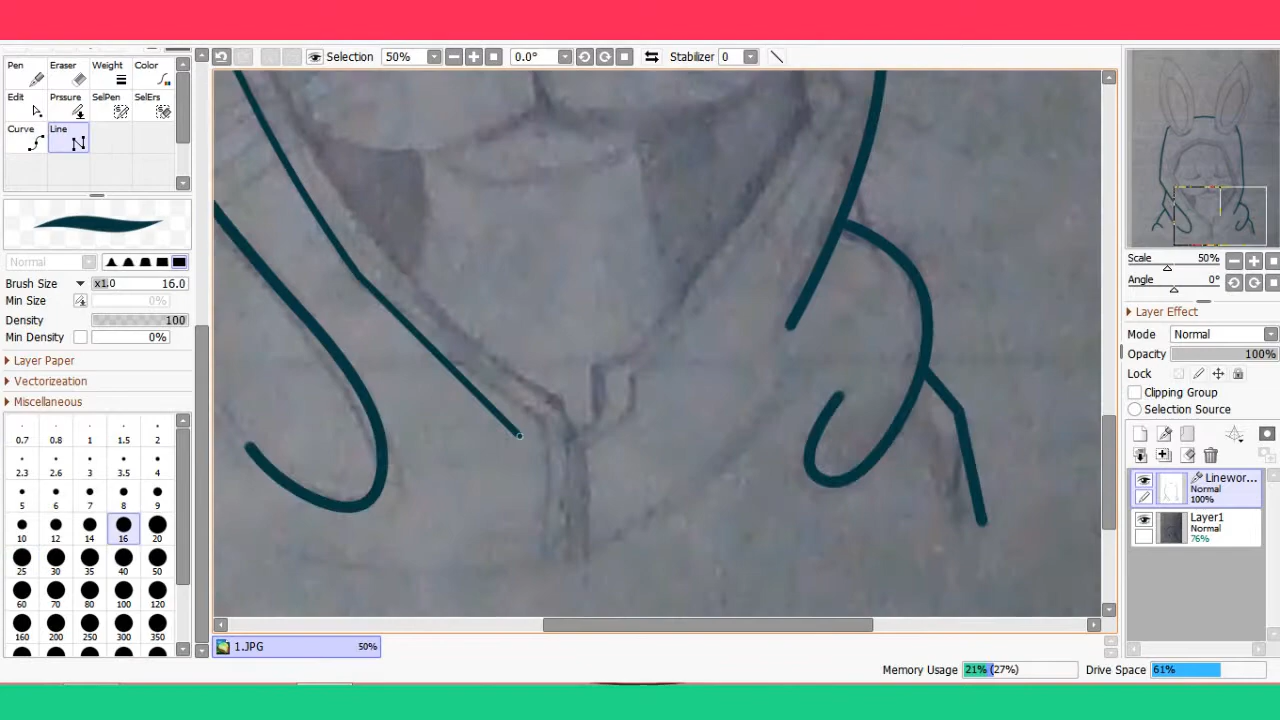 Pen Eraser Weight Color
Edit Prssure SelPen SelErs
Curve Line
Selection 50% 0.0° Stabilizer 0
Normal
Brush Size x1.0 16.0
Min Size 0%
Density 100
Min Density 0%
Layer Paper
Vectorizeation
Miscellaneous
0.7 0.8 1 1.5 2
2.3 2.6 3 3.5 4
5 6 7 8 9
10 12 14 16 20
25 30 35 40 50
60 70 80 100 120
160 200 250 300 350
1.JPG 50%
Scale 50%
Angle 0°
Layer Effect
Mode Normal
Opacity 100%
Lock
Clipping Group
Selection Source
Linewor...
Normal
100%
Layer1
Normal
76%
Memory Usage 21% (27%) Drive Space 61%